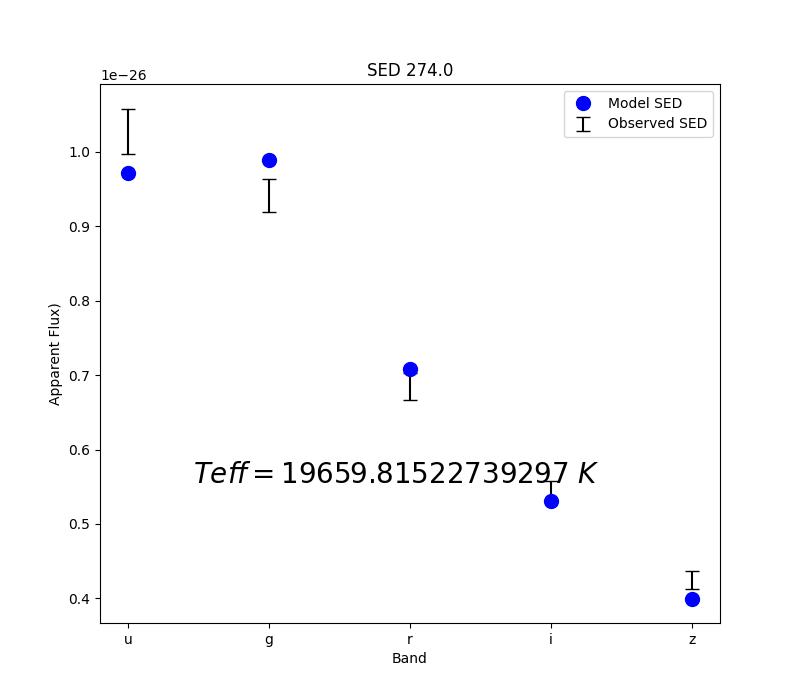 SED 274.0
1e−26
Model SED
Observed SED
1.0
0.9
0.8
0.7
0.6
0.5
0.4
Apparent Flux)
Teff = 19659.81522739297 K
u g r i z
Band